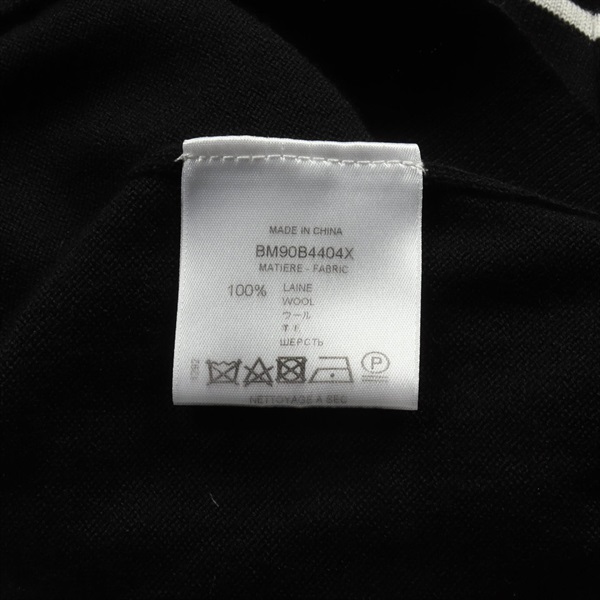 MADE IN CHINA
BM90B4404X
MATIERE - FABRIC
100% LAINE
WOOL
ウール
ШЕРСТЬ
P
NETTOYAGE A SEC